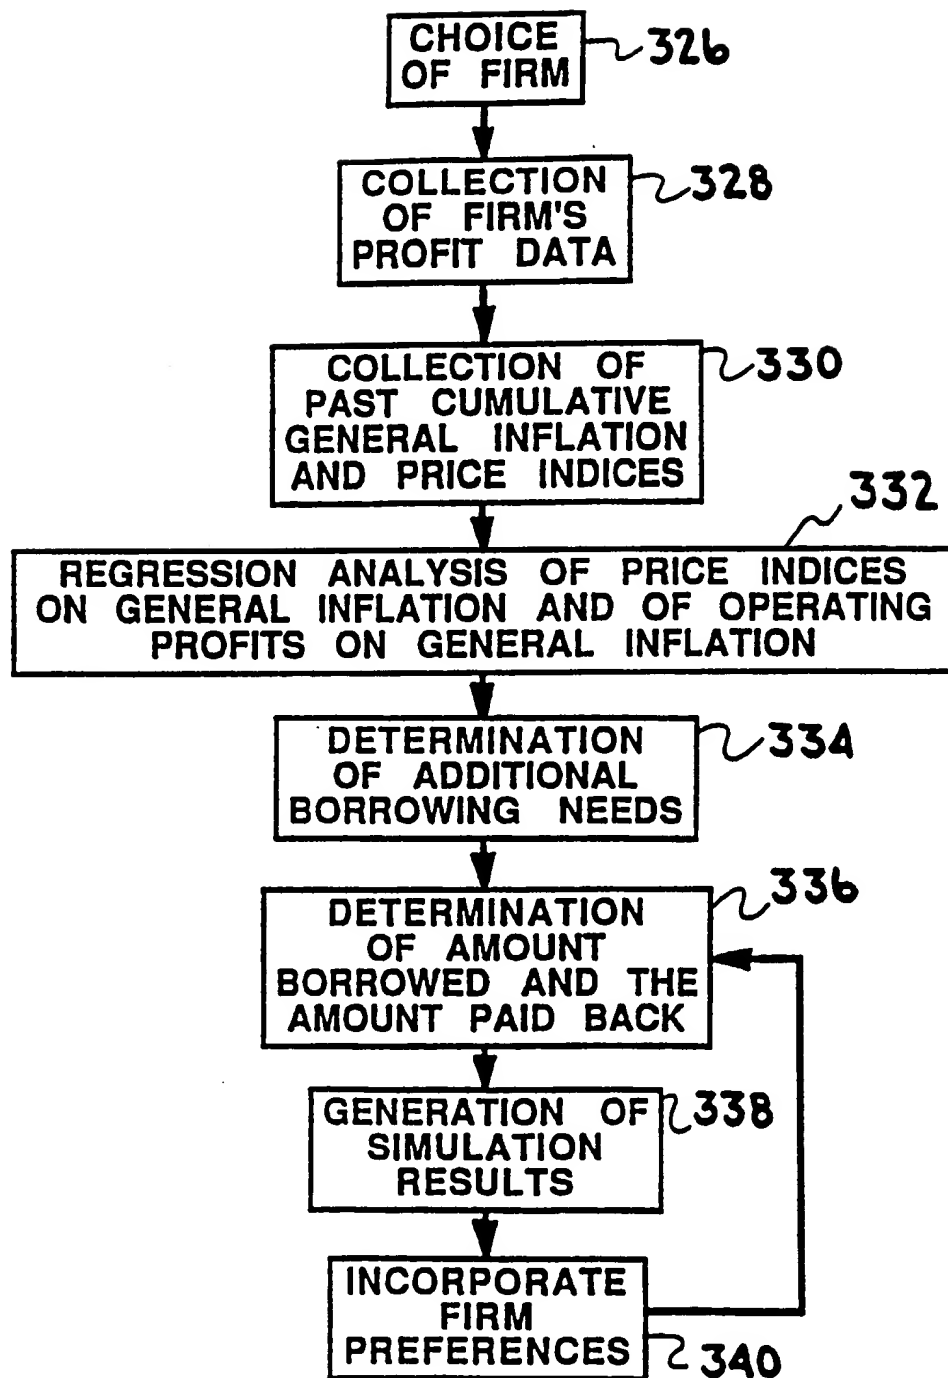 CHOICE
OF FIRM
326
COLLECTION
OF FIRM'S
PROFIT DATA
328
COLLECTION OF
PAST CUMULATIVE
GENERAL INFLATION
AND PRICE INDICES
330
332
REGRESSION ANALYSIS OF PRICE INDICES
ON GENERAL INFLATION AND OF OPERATING
PROFITS ON GENERAL INFLATION
DETERMINATION
OF ADDITIONAL
BORROWING NEEDS
334
DETERMINATION
OF AMOUNT
BORROWED AND THE
AMOUNT PAID BACK
336
GENERATION OF
SIMULATION
RESULTS
338
INCORPORATE
FIRM
PREFERENCES
340